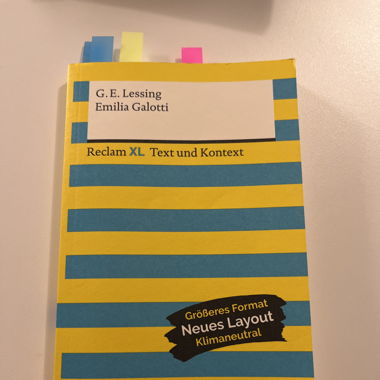 G. E. Lessing
Emilia Galotti
Reclam XL Text und Kontext
Größeres Format
Neues Layout
Klimaneutral